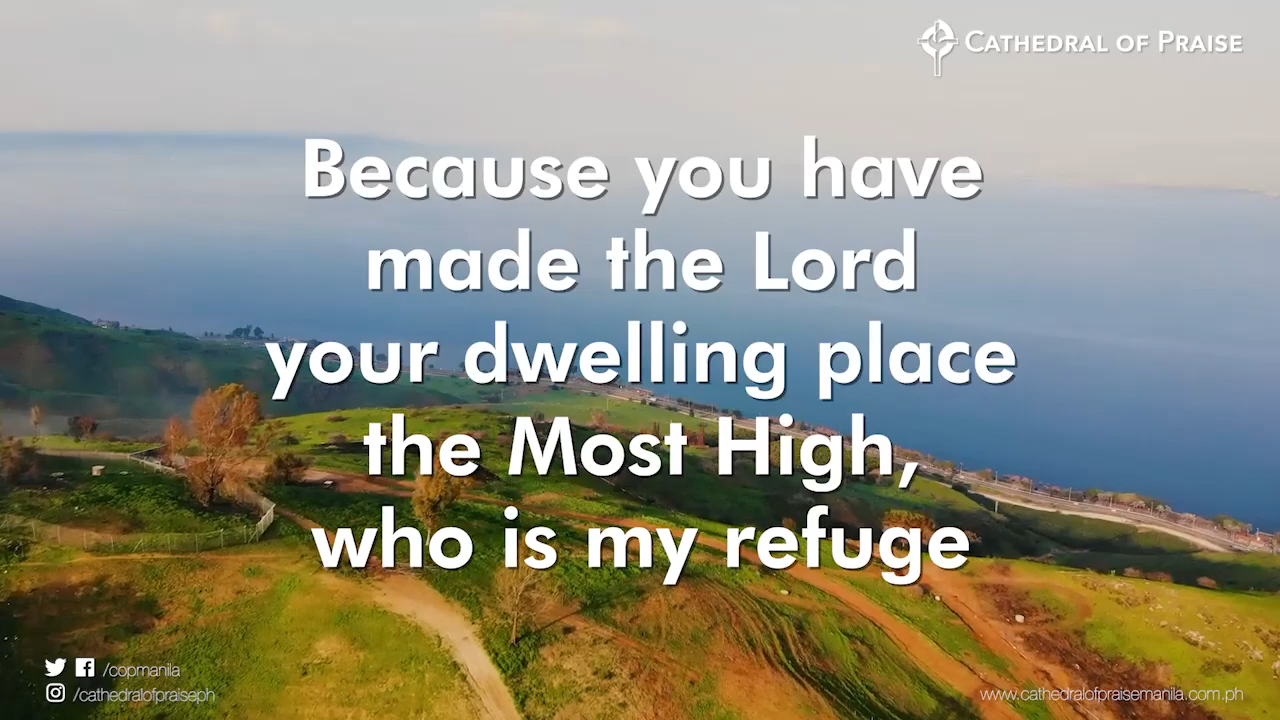 CATHEDRAL OF PRAISE
Because you have
made the Lord
your dwelling place
the Most High,
who is my refuge
/copmanila
/cathedralofpraiseph
www.cathedralofpraisemanila.com.ph